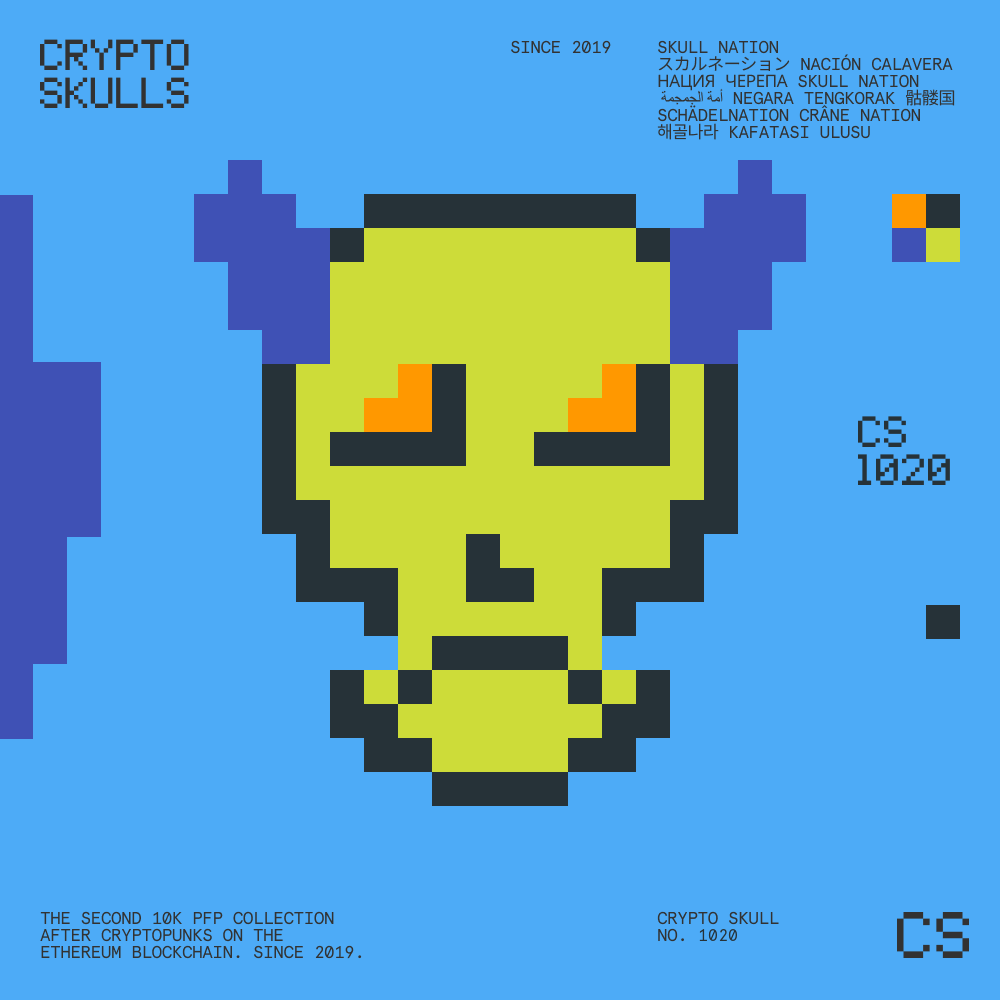 CRYPTO
SKULLS
SINCE 2019
SKULL NATION
スカルネーション NACIÓN CALAVERA
НАЦИЯ ЧЕРЕПА SKULL NATION
أمة الجمجمة NEGARA TENGKORAK 骷髅国
SCHÄDELNATION CRÂNE NATION
해골나라 KAFATASI ULUSU
CS
1020
THE SECOND 10K PFP COLLECTION
AFTER CRYPTOPUNKS ON THE
ETHEREUM BLOCKCHAIN. SINCE 2019.
CRYPTO SKULL
NO. 1020
CS